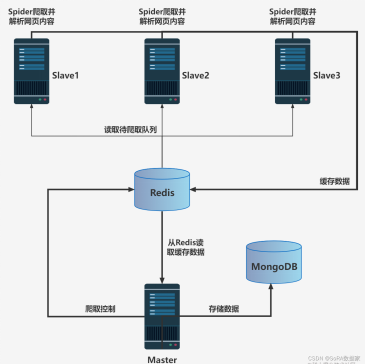 Spider爬取并
解析网页内容
Spider爬取并
解析网页内容
Spider爬取并
解析网页内容
Slave1
Slave2
Slave3
读取待爬取队列
缓存数据
Redis
从Redis读
取缓存数据
MongoDB
爬取控制
存储数据
Master